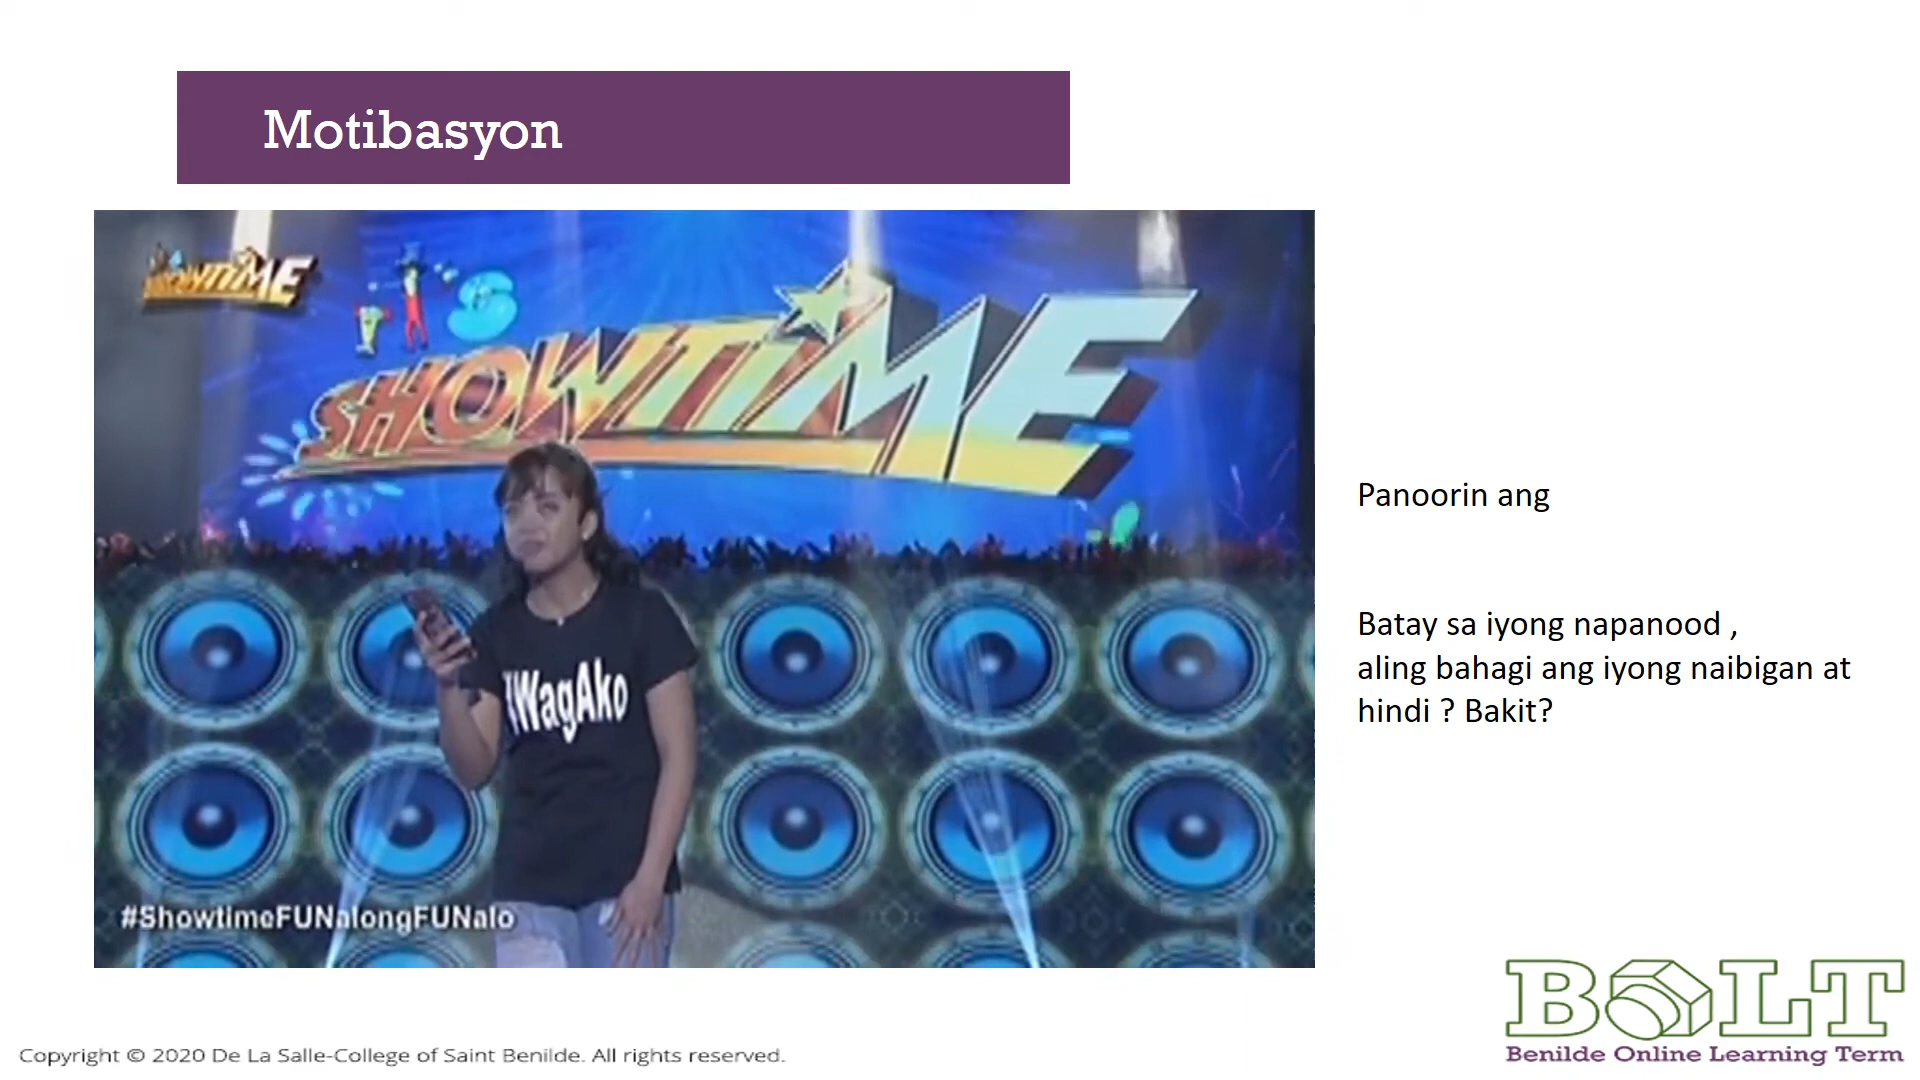 Motibasyon
SHOWTIME
IT'S
SHOWTIME
#WagAko
#ShowtimeFUNalongFUNalo
Panoorin ang
Batay sa iyong napanood ,
aling bahagi ang iyong naibigan at
hindi ? Bakit?
BOLT
Benilde Online Learning Term
Copyright © 2020 De La Salle-College of Saint Benilde. All rights reserved.